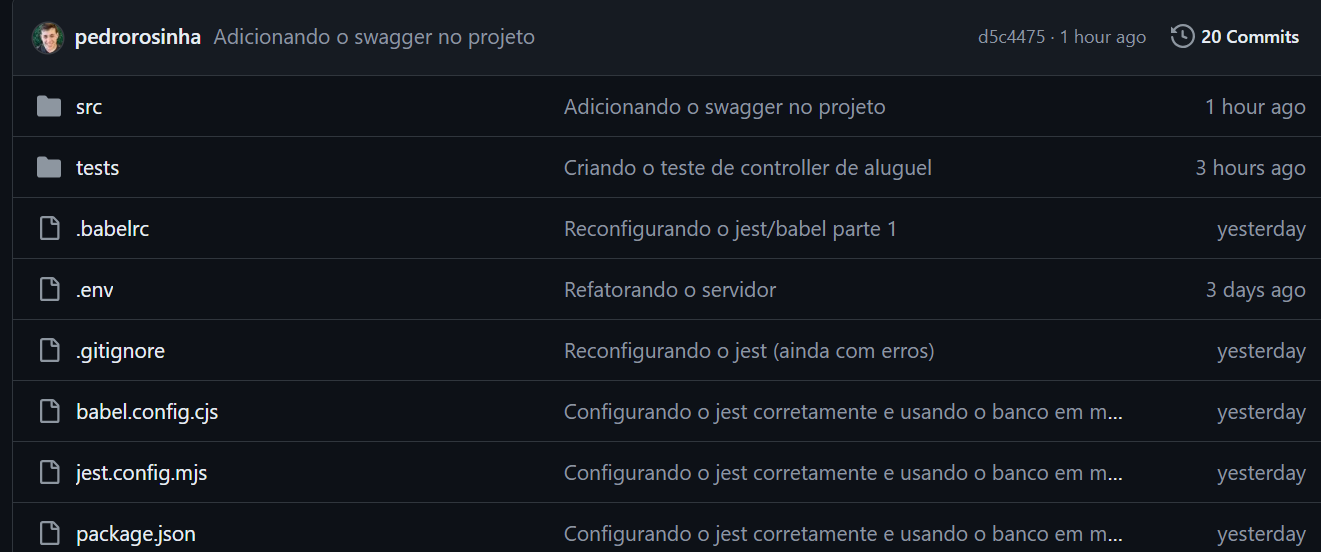 pedrorosinha Adicionando o swagger no projeto d5c4475 · 1 hour ago 20 Commits
src Adicionando o swagger no projeto 1 hour ago
tests Criando o teste de controller de aluguel 3 hours ago
.babelrc Reconfigurando o jest/babel parte 1 yesterday
.env Refatorando o servidor 3 days ago
.gitignore Reconfigurando o jest (ainda com erros) yesterday
babel.config.cjs Configurando o jest corretamente e usando o banco em m... yesterday
jest.config.mjs Configurando o jest corretamente e usando o banco em m... yesterday
package.json Configurando o jest corretamente e usando o banco em m... yesterday